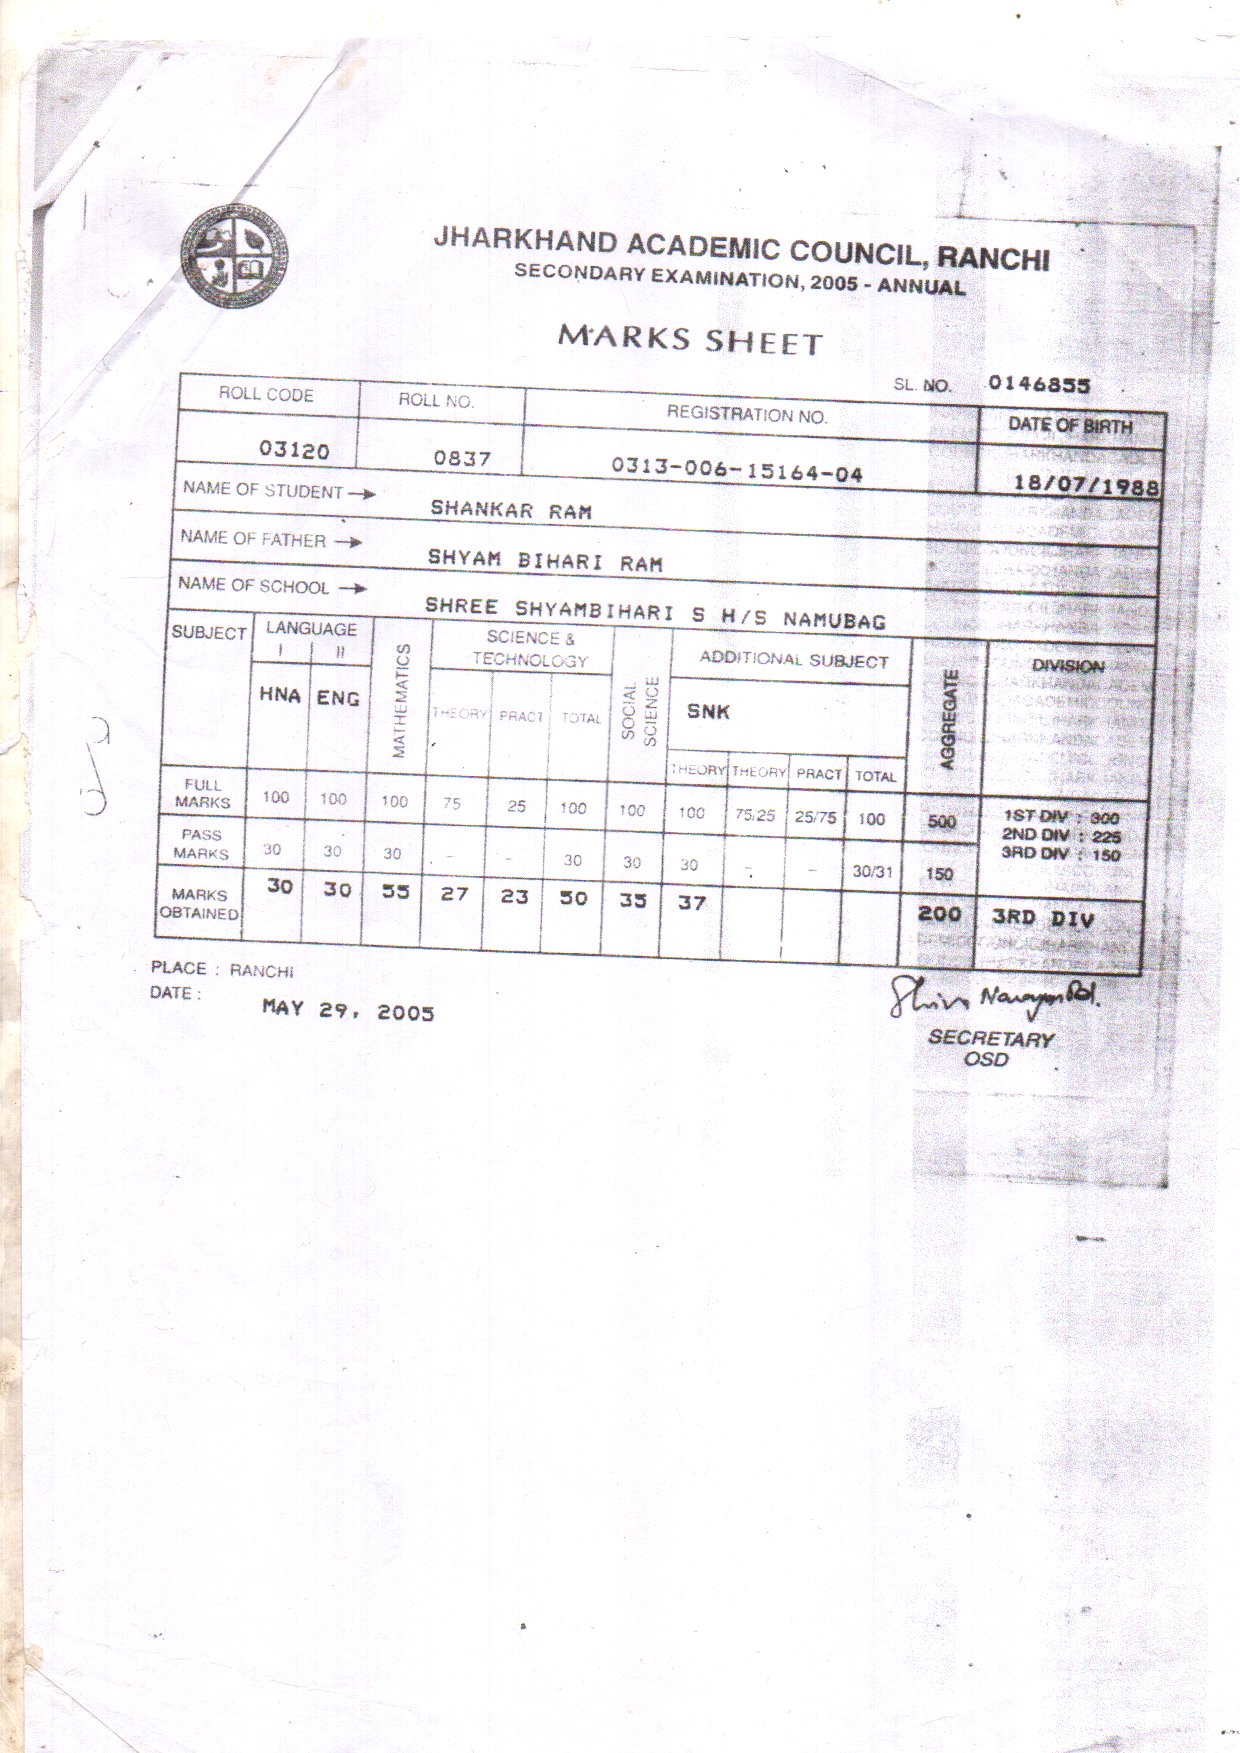 JHARKHAND ACADEMIC COUNCIL, RANCHI
SECONDARY EXAMINATION, 2005 - ANNUAL
MARKS SHEET
SL. NO. 0146855
ROLL CODE ROLL NO. REGISTRATION NO. DATE OF BIRTH
03120 0837 0313-006-15164-04 18/07/1988
NAME OF STUDENT → SHANKAR RAM
NAME OF FATHER → SHYAM BIHARI RAM
NAME OF SCHOOL → SHREE SHYAMBIHARI S H/S NAMUBAG
SUBJECT LANGUAGE MATHEMATICS SCIENCE & TECHNOLOGY SOCIAL SCIENCE ADDITIONAL SUBJECT AGGREGATE DIVISION
I II
HNA ENG THEORY PRACT TOTAL SNK
THEORY THEORY PRACT TOTAL
FULL MARKS 100 100 100 75 25 100 100 100 75/25 25/75 100 500 1ST DIV : 300
2ND DIV : 225
PASS MARKS 30 30 30 - - 30 30 30 - - 30/31 150 3RD DIV : 150
MARKS OBTAINED 30 30 55 27 23 50 35 37 200 3RD DIV
PLACE : RANCHI
DATE : MAY 29, 2005
SECRETARY
OSD